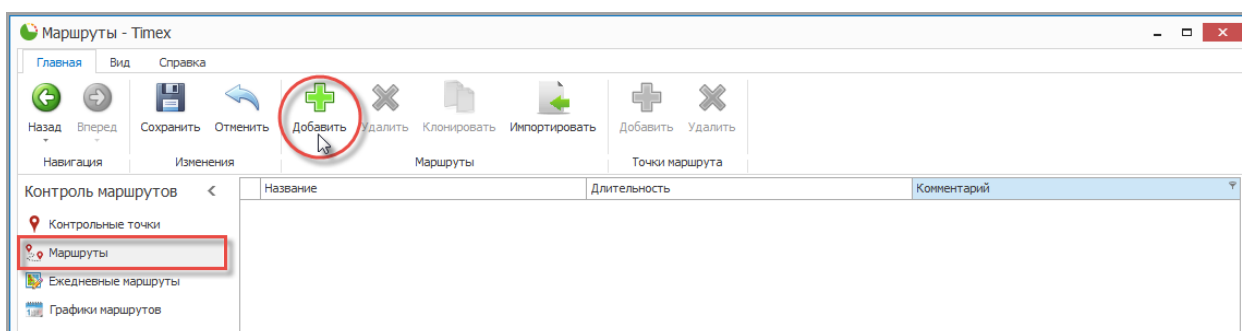 Маршруты - Timex
Главная Вид Справка
Назад Вперед Сохранить Отменить Добавить Удалить Клонировать Импортировать Добавить Удалить
Навигация Изменения Маршруты Точки маршрута
Контроль маршрутов <
Название Длительность Комментарий
Контрольные точки
Маршруты
Ежедневные маршруты
Графики маршрутов